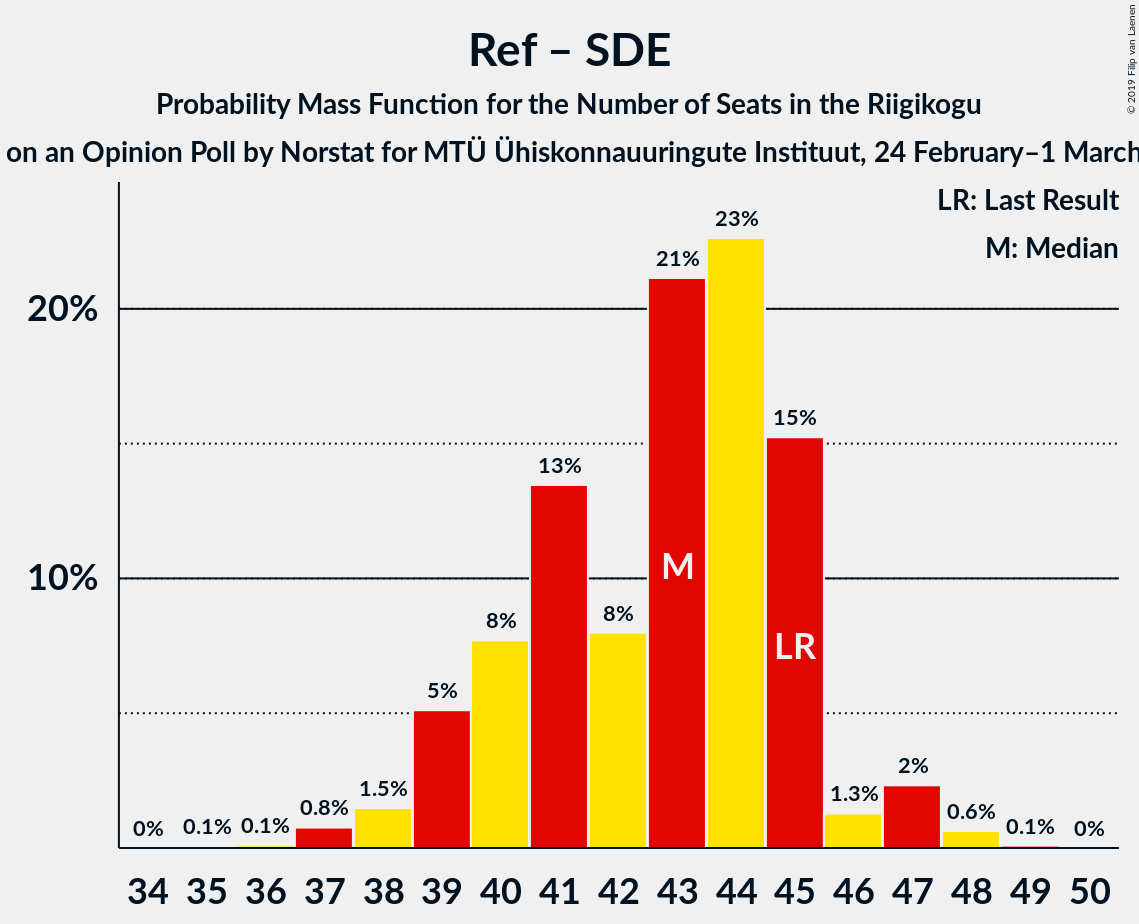 Ref – SDE
Probability Mass Function for the Number of Seats in the Riigikogu
on an Opinion Poll by Norstat for MTÜ Ühiskonnauuringute Instituut, 24 February–1 March
© 2019 Filip van Laenen
LR: Last Result
M: Median
20%
10%
0% 0.1% 0.1% 0.8% 1.5% 5% 8% 13% 8% 21% 23% 15% 1.3% 2% 0.6% 0.1% 0%
M
LR
34 35 36 37 38 39 40 41 42 43 44 45 46 47 48 49 50